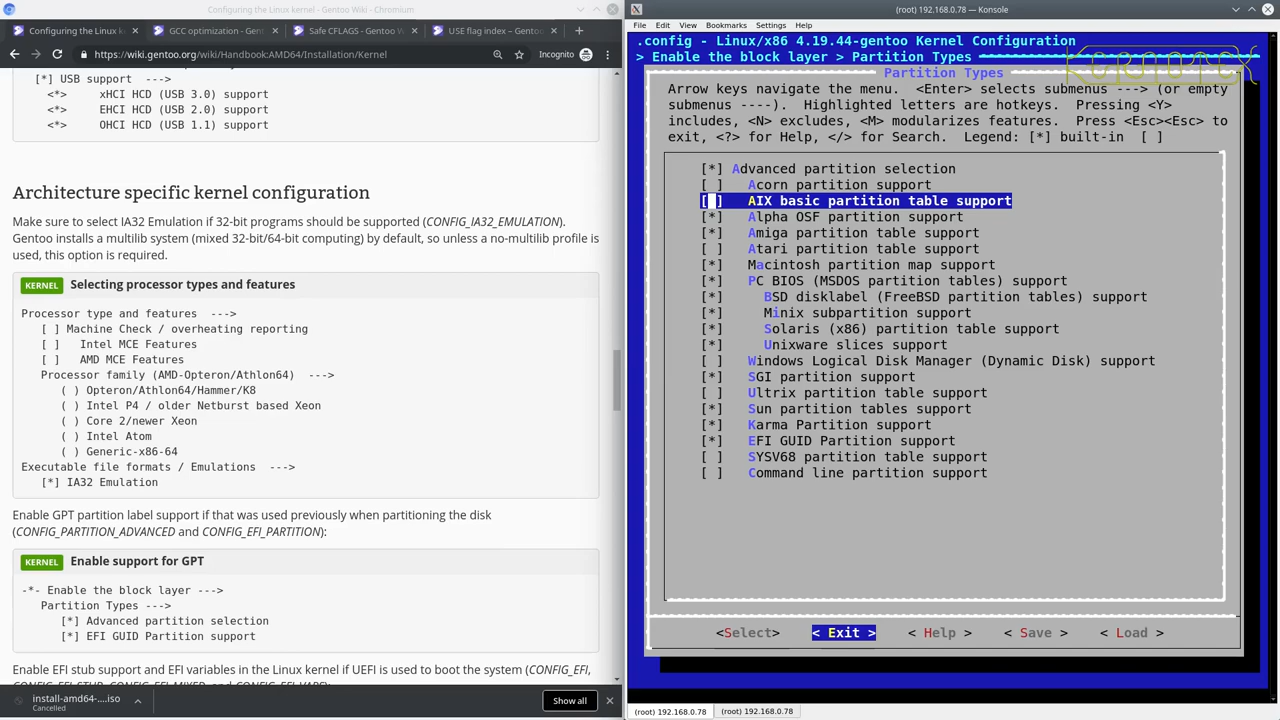 Configuring the Linux kernel - Gentoo Wiki - Chromium
Configuring the Linux k
GCC optimization - Gent
Safe CFLAGS - Gentoo W
USE flag index – Gentoo
https://wiki.gentoo.org/wiki/Handbook:AMD64/Installation/Kernel
Incognito
[*] USB support --->
<*> xHCI HCD (USB 3.0) support
<*> EHCI HCD (USB 2.0) support
<*> OHCI HCD (USB 1.1) support
Architecture specific kernel configuration
Make sure to select IA32 Emulation if 32-bit programs should be supported (CONFIG_IA32_EMULATION).
Gentoo installs a multilib system (mixed 32-bit/64-bit computing) by default, so unless a no-multilib profile is
used, this option is required.
KERNEL Selecting processor types and features
Processor type and features --->
[ ] Machine Check / overheating reporting
[ ] Intel MCE Features
[ ] AMD MCE Features
Processor family (AMD-Opteron/Athlon64) --->
( ) Opteron/Athlon64/Hammer/K8
( ) Intel P4 / older Netburst based Xeon
( ) Core 2/newer Xeon
( ) Intel Atom
( ) Generic-x86-64
Executable file formats / Emulations --->
[*] IA32 Emulation
Enable GPT partition label support if that was used previously when partitioning the disk
(CONFIG_PARTITION_ADVANCED and CONFIG_EFI_PARTITION):
KERNEL Enable support for GPT
-*- Enable the block layer --->
Partition Types --->
[*] Advanced partition selection
[*] EFI GUID Partition support
Enable EFI stub support and EFI variables in the Linux kernel if UEFI is used to boot the system (CONFIG_EFI,
install-amd64-....iso
Cancelled
Show all
(root) 192.168.0.78 — Konsole
File Edit View Bookmarks Settings Help
.config - Linux/x86 4.19.44-gentoo Kernel Configuration
> Enable the block layer > Partition Types
Partition Types
Arrow keys navigate the menu. <Enter> selects submenus ---> (or empty
submenus ----). Highlighted letters are hotkeys. Pressing <Y>
includes, <N> excludes, <M> modularizes features. Press <Esc><Esc> to
exit, <?> for Help, </> for Search. Legend: [*] built-in [ ]
[*] Advanced partition selection
[ ] Acorn partition support
[ ] AIX basic partition table support
[*] Alpha OSF partition support
[*] Amiga partition table support
[ ] Atari partition table support
[*] Macintosh partition map support
[*] PC BIOS (MSDOS partition tables) support
[*] BSD disklabel (FreeBSD partition tables) support
[*] Minix subpartition support
[*] Solaris (x86) partition table support
[*] Unixware slices support
[ ] Windows Logical Disk Manager (Dynamic Disk) support
[*] SGI partition support
[ ] Ultrix partition table support
[*] Sun partition tables support
[*] Karma Partition support
[*] EFI GUID Partition support
[ ] SYSV68 partition table support
[ ] Command line partition support
<Select> < Exit > < Help > < Save > < Load >
(root) 192.168.0.78
(root) 192.168.0.78